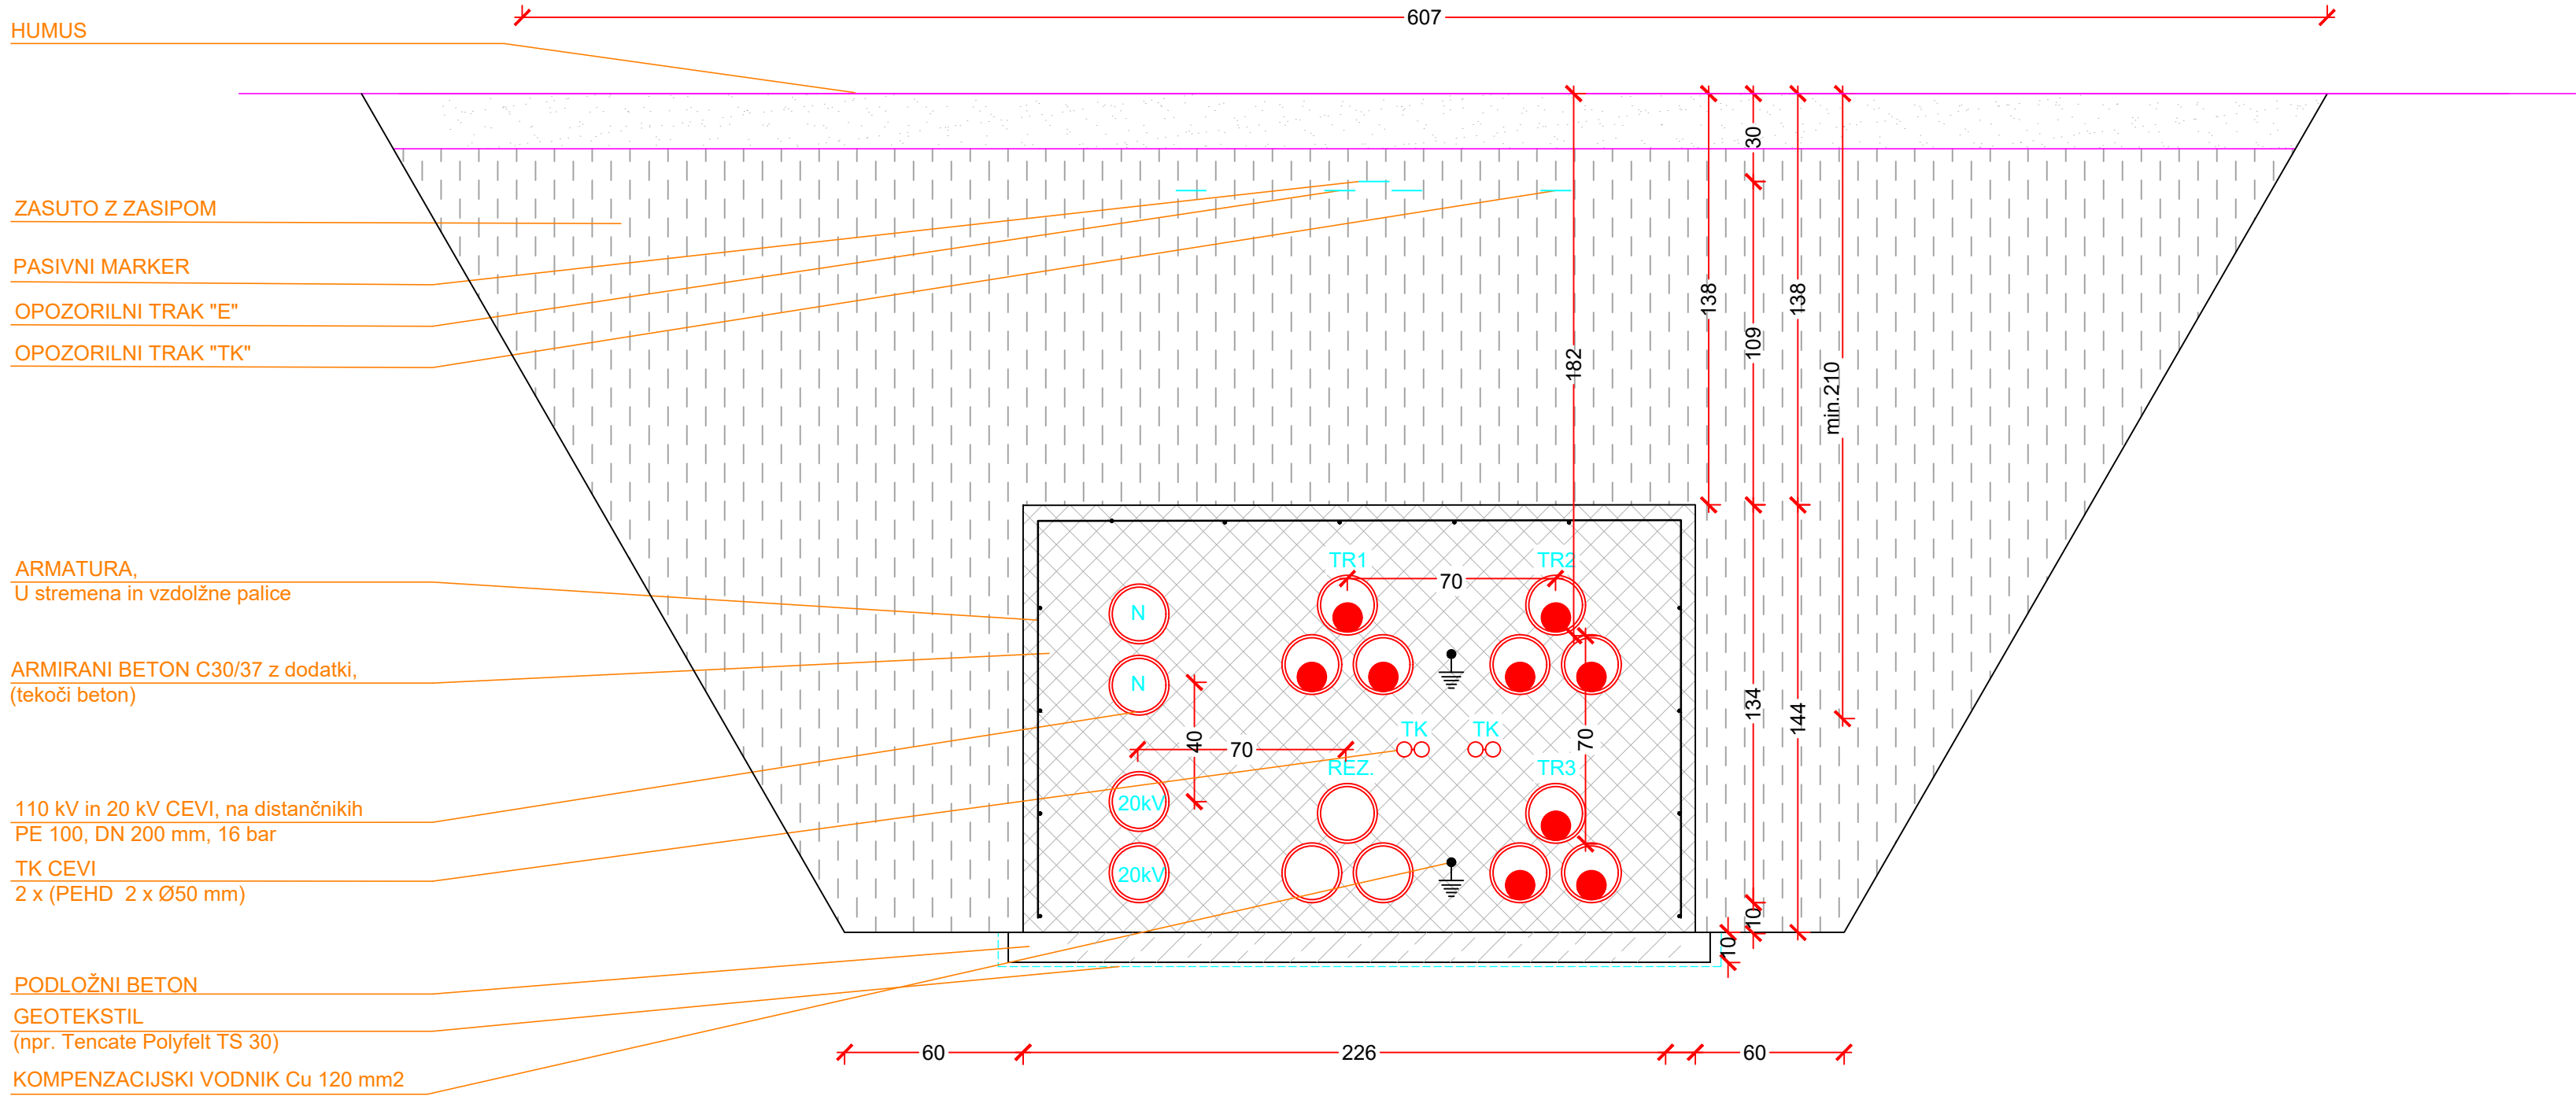 607
HUMUS
30
ZASUTO Z ZASIPOM
PASIVNI MARKER
OPOZORILNI TRAK "E"
OPOZORILNI TRAK "TK"
182
138
109
138
min.210
ARMATURA,
U stremena in vzdolžne palice
ARMIRANI BETON C30/37 z dodatki,
(tekoči beton)
110 kV in 20 kV CEVI, na distančnikih
PE 100, DN 200 mm, 16 bar
TK CEVI
2 x (PEHD  2 x Ø50 mm)
TR1
TR2
70
N
N
40
70
TK
TK
70
134
144
REZ.
TR3
20kV
20kV
10
10
PODLOŽNI BETON
GEOTEKSTIL
(npr. Tencate Polyfelt TS 30)
KOMPENZACIJSKI VODNIK Cu 120 mm2
60
226
60